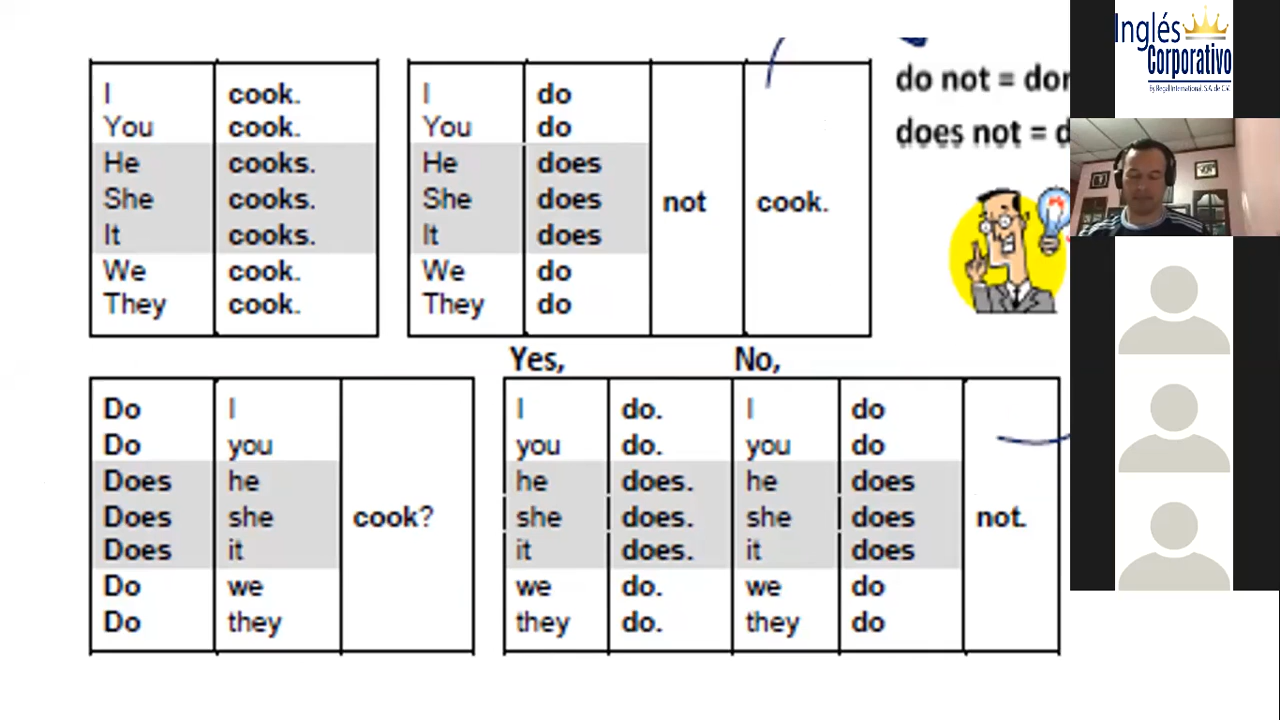 I cook.
You cook.
He cooks.
She cooks.
It cooks.
We cook.
They cook.
I do
You do
He does
She does
It does
We do
They do
not
cook.
do not =
does not =
Inglés
Corporativo
By Regal International, S.A. de C.V.
Do I
Do you
Does he
Does she
Does it
Do we
Do they
cook?
Yes, No,
I do. I do
you do. you do
he does. he does
she does. she does
it does. it does
we do. we do
they do. they do
not.